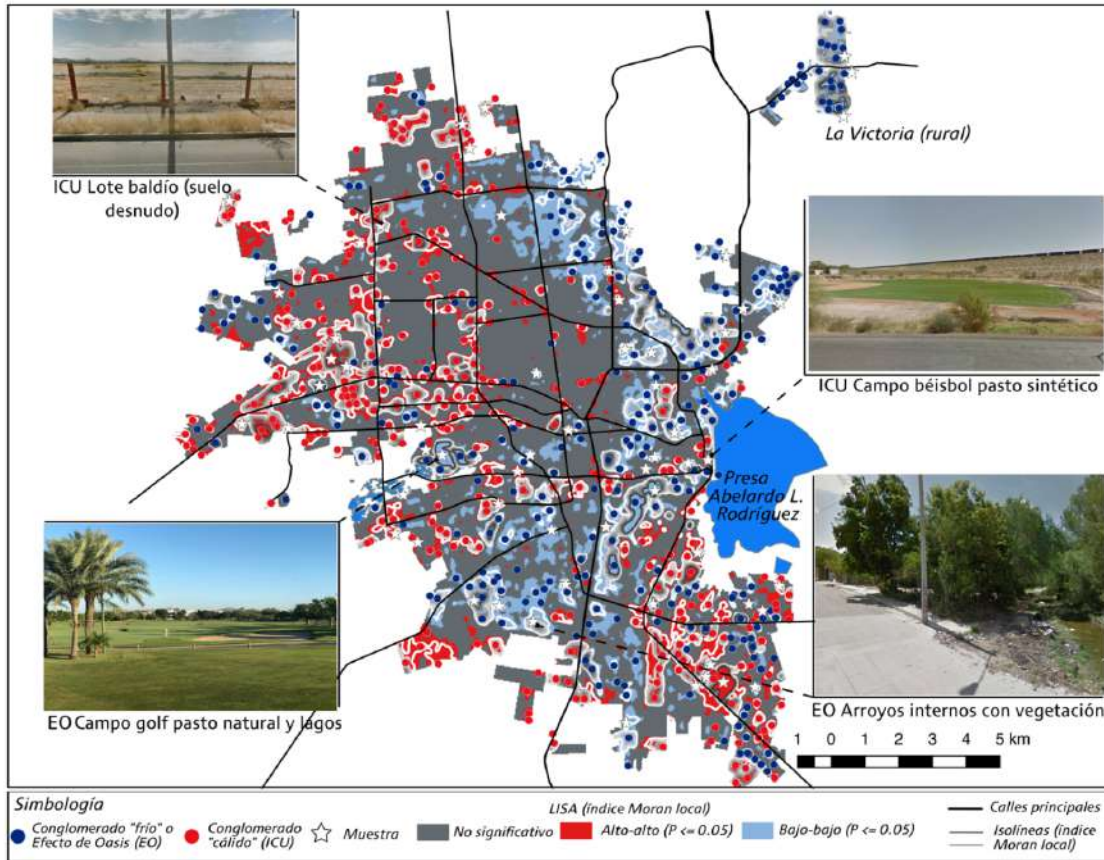 ICU Lote baldío (suelo
desnudo)
La Victoria (rural)
ICU Campo béisbol pasto sintético
Presa
Abelardo L.
Rodríguez
EO Campo golf pasto natural y lagos
EO Arroyos internos con vegetación
1 0 1 2 3 4 5 km
Simbología
Conglomerado "frío" o
Efecto de Oasis (EO)
Conglomerado
"cálido" (ICU)
Muestra
LISA (índice Moran local)
No significativo
Alto-alto (P <= 0.05)
Bajo-bajo (P <= 0.05)
Calles principales
Isolíneas (índice
Moran local)